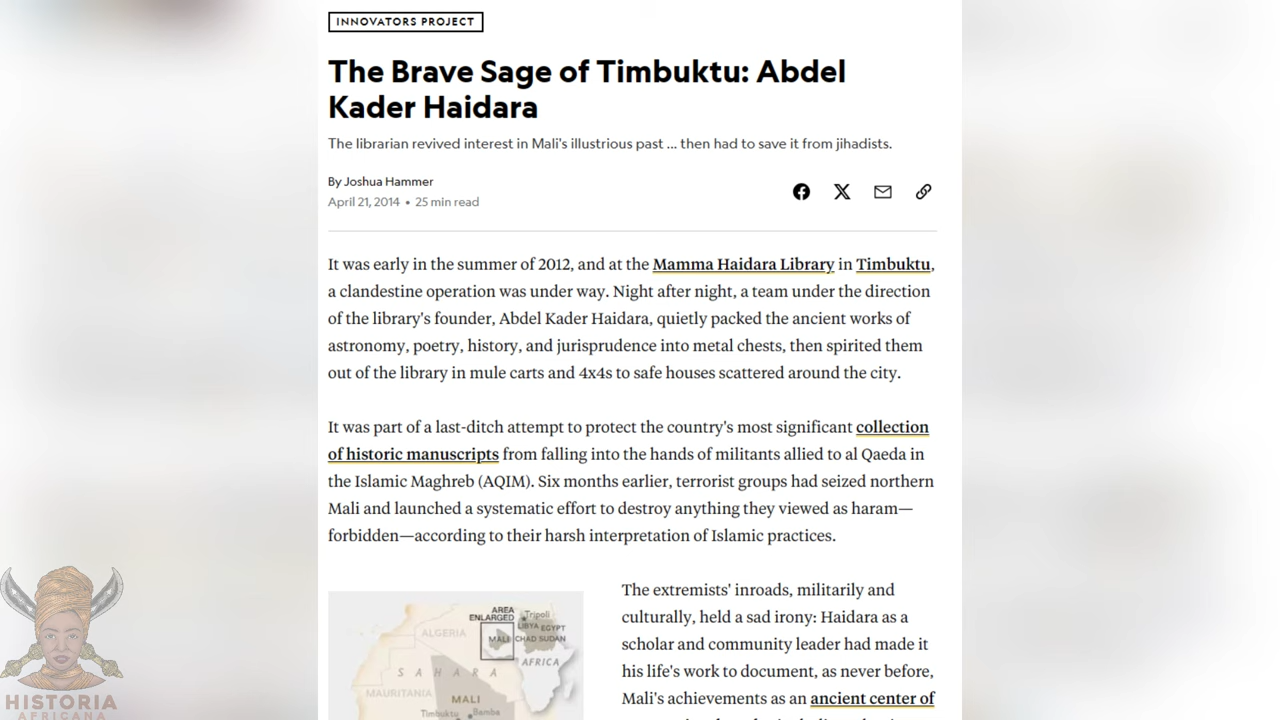 INNOVATORS PROJECT
The Brave Sage of Timbuktu: Abdel
Kader Haidara
The librarian revived interest in Mali's illustrious past ... then had to save it from jihadists.
By Joshua Hammer
April 21, 2014 • 25 min read
It was early in the summer of 2012, and at the Mamma Haidara Library in Timbuktu,
a clandestine operation was under way. Night after night, a team under the direction
of the library's founder, Abdel Kader Haidara, quietly packed the ancient works of
astronomy, poetry, history, and jurisprudence into metal chests, then spirited them
out of the library in mule carts and 4x4s to safe houses scattered around the city.
It was part of a last-ditch attempt to protect the country's most significant collection
of historic manuscripts from falling into the hands of militants allied to al Qaeda in
the Islamic Maghreb (AQIM). Six months earlier, terrorist groups had seized northern
Mali and launched a systematic effort to destroy anything they viewed as haram—
forbidden—according to their harsh interpretation of Islamic practices.
The extremists' inroads, militarily and
culturally, held a sad irony: Haidara as a
scholar and community leader had made it
his life's work to document, as never before,
Mali's achievements as an ancient center of
AREA
ENLARGED
Tripoli
ALGERIA
LIBYA EGYPT
MALI CHAD SUDAN
AFRICA
SAHARA
MAURITANIA
MALI
Timbuktu
Bamba
HISTORIA
AFRICANA